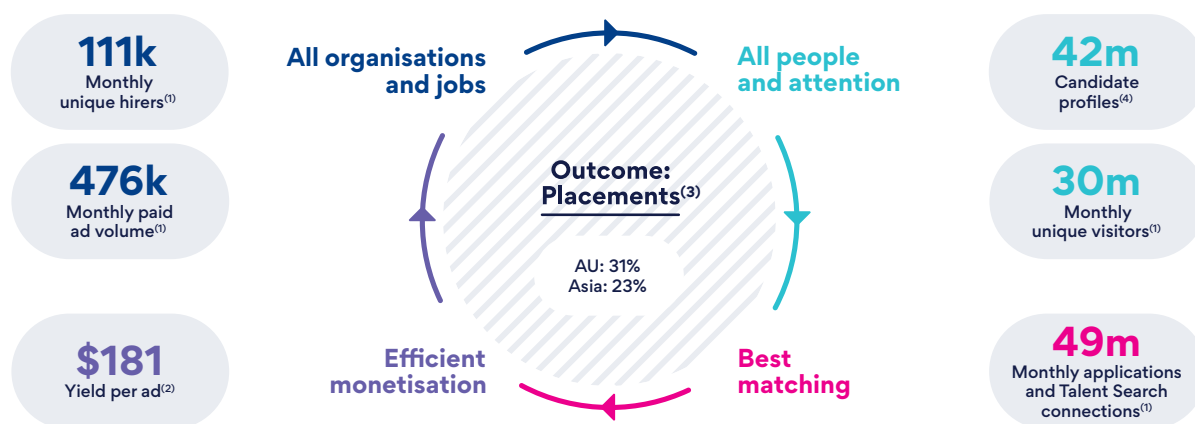 111k
Monthly
unique hirers(1)
476k
Monthly paid
ad volume(1)
$181
Yield per ad(2)
All organisations
and jobs
All people
and attention
Outcome:
Placements(3)
AU: 31%
Asia: 23%
Efficient
monetisation
Best
matching
42m
Candidate
profiles(4)
30m
Monthly
unique visitors(1)
49m
Monthly applications
and Talent Search
connections(1)